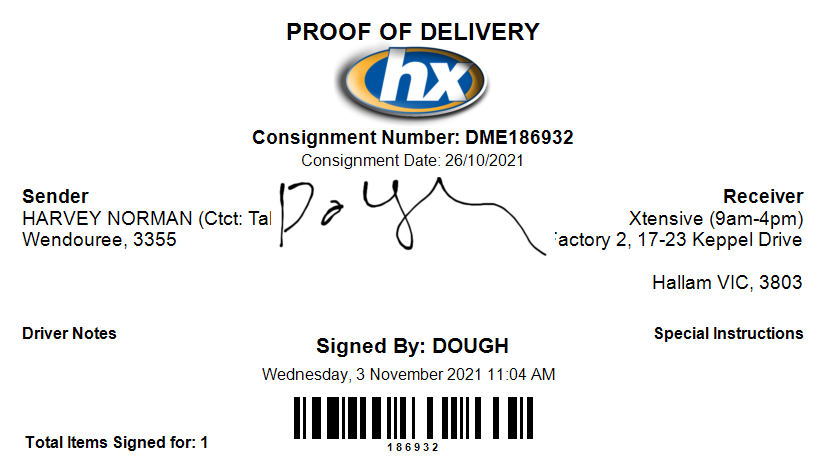 PROOF OF DELIVERY
hx
Consignment Number: DME186932
Consignment Date: 26/10/2021
Sender
HARVEY NORMAN (Ctct: Tal
Wendouree, 3355
Receiver
Xtensive (9am-4pm)
Factory 2, 17-23 Keppel Drive
Hallam VIC, 3803
Driver Notes
Special Instructions
Signed By: DOUGH
Wednesday, 3 November 2021 11:04 AM
186932
Total Items Signed for: 1